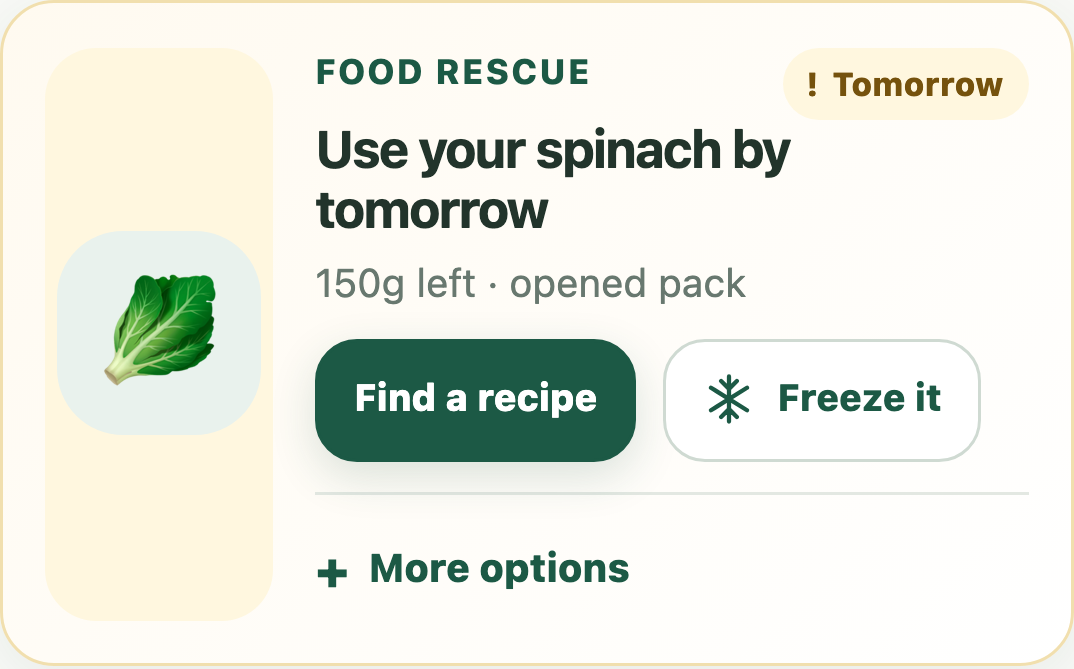 FOOD RESCUE
! Tomorrow
Use your spinach by
tomorrow
150g left · opened pack
Find a recipe
Freeze it
+ More options